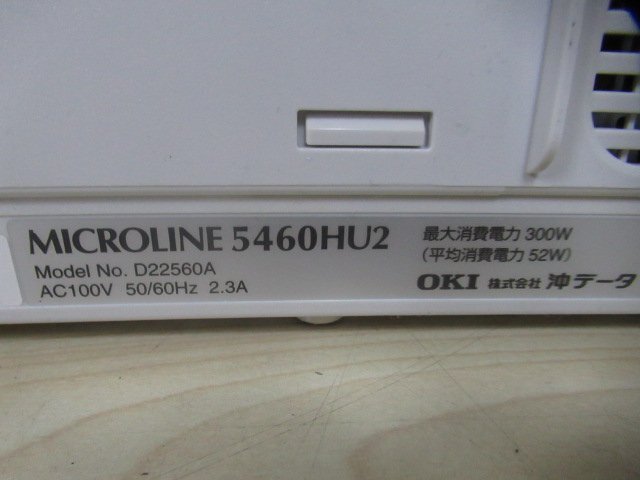 MICROLINE 5460HU2
Model No. D22560A
AC100V 50/60Hz 2.3A
最大消費電力 300W
(平均消費電力 52W)
OKI 株式会社 沖データ